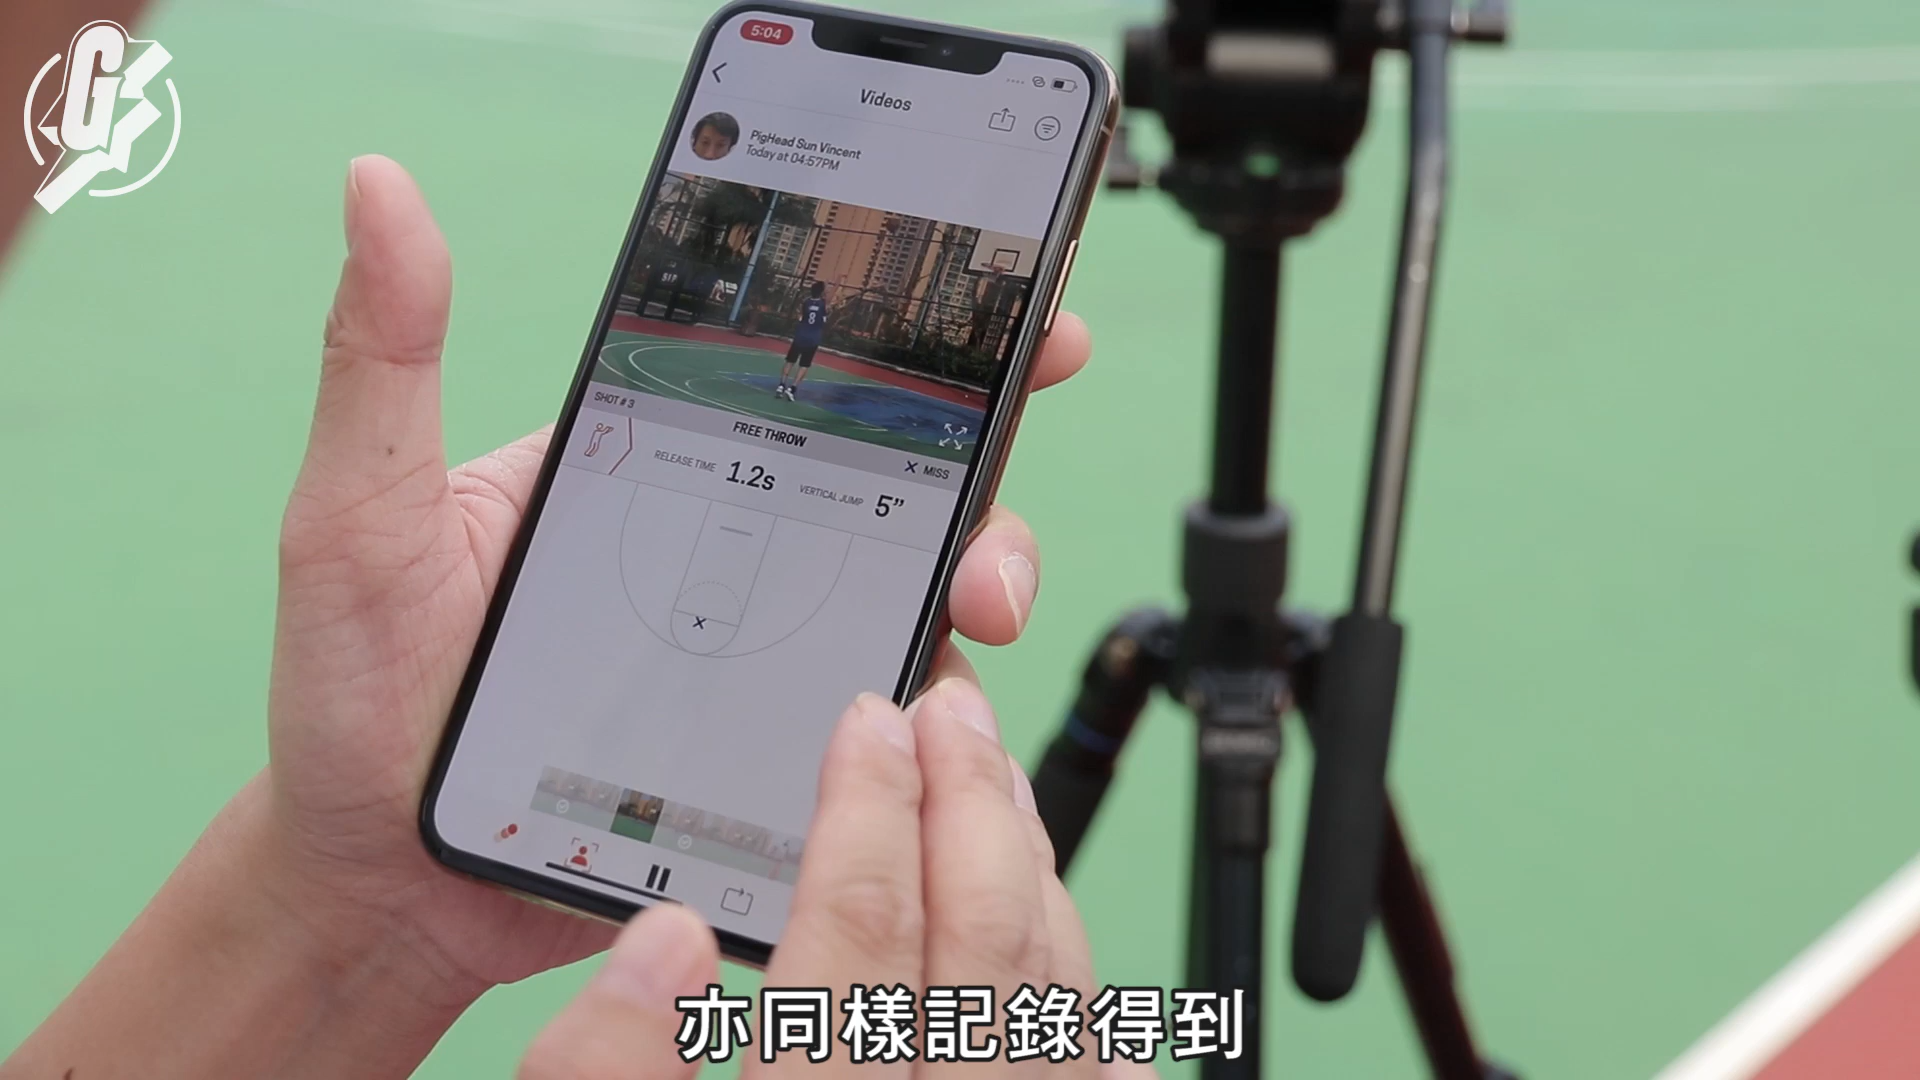 G
5:04
Videos
PigHead Sun Vincent
Today at 04:57PM
8
SHOT # 3
FREE THROW
X MISS
RELEASE TIME 1.2s
VERTICAL JUMP 5”
X
亦同樣記錄得到